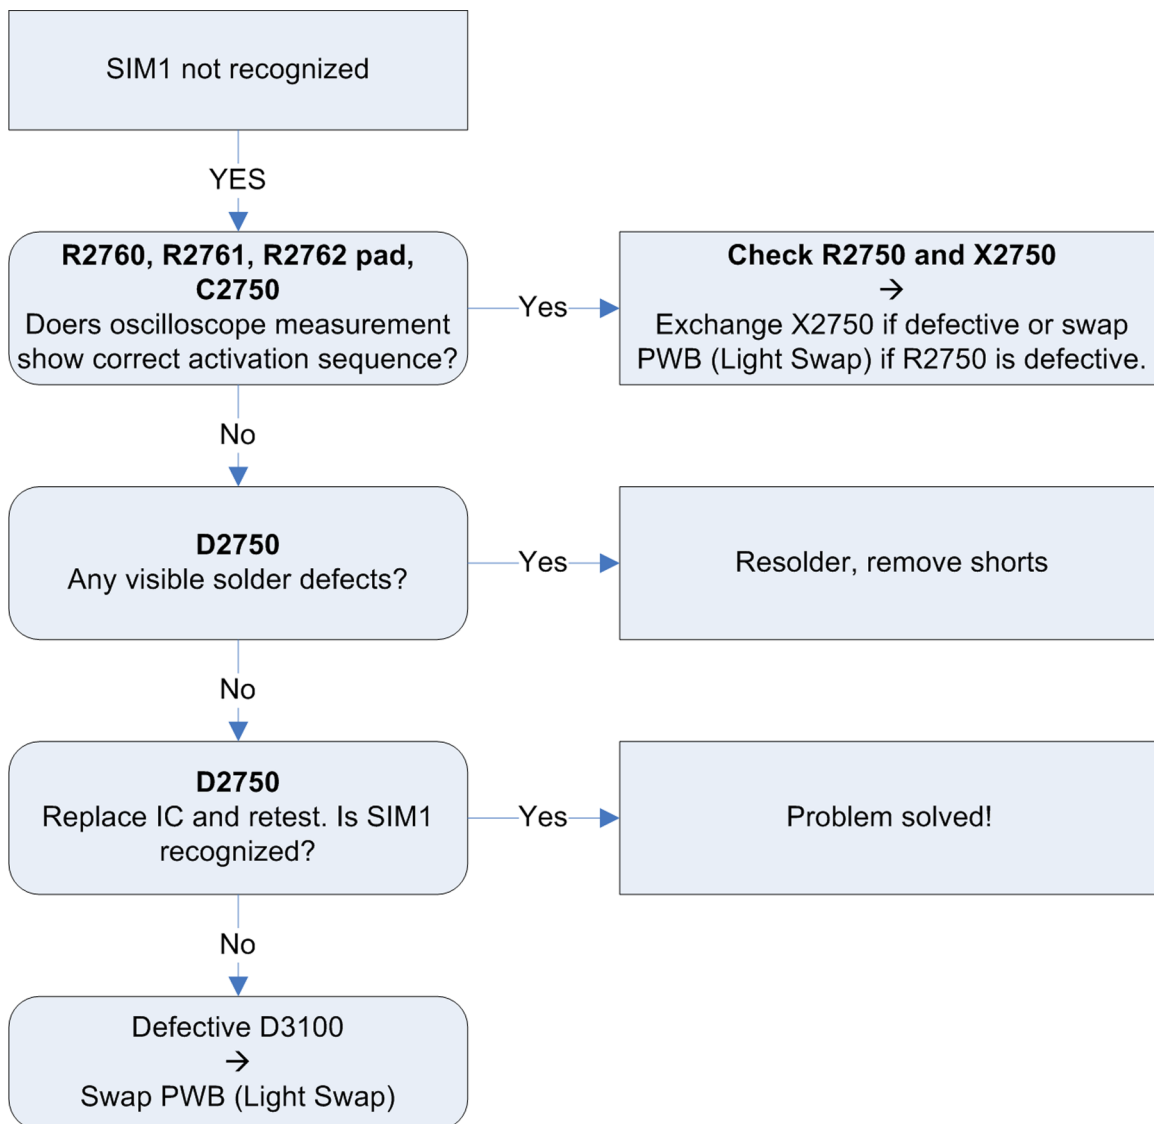 SIM1 not recognized
YES
R2760, R2761, R2762 pad,
C2750
Doers oscilloscope measurement
show correct activation sequence?
Yes
Check R2750 and X2750
→
Exchange X2750 if defective or swap
PWB (Light Swap) if R2750 is defective.
No
D2750
Any visible solder defects?
Yes
Resolder, remove shorts
No
D2750
Replace IC and retest. Is SIM1
recognized?
Yes
Problem solved!
No
Defective D3100
→
Swap PWB (Light Swap)